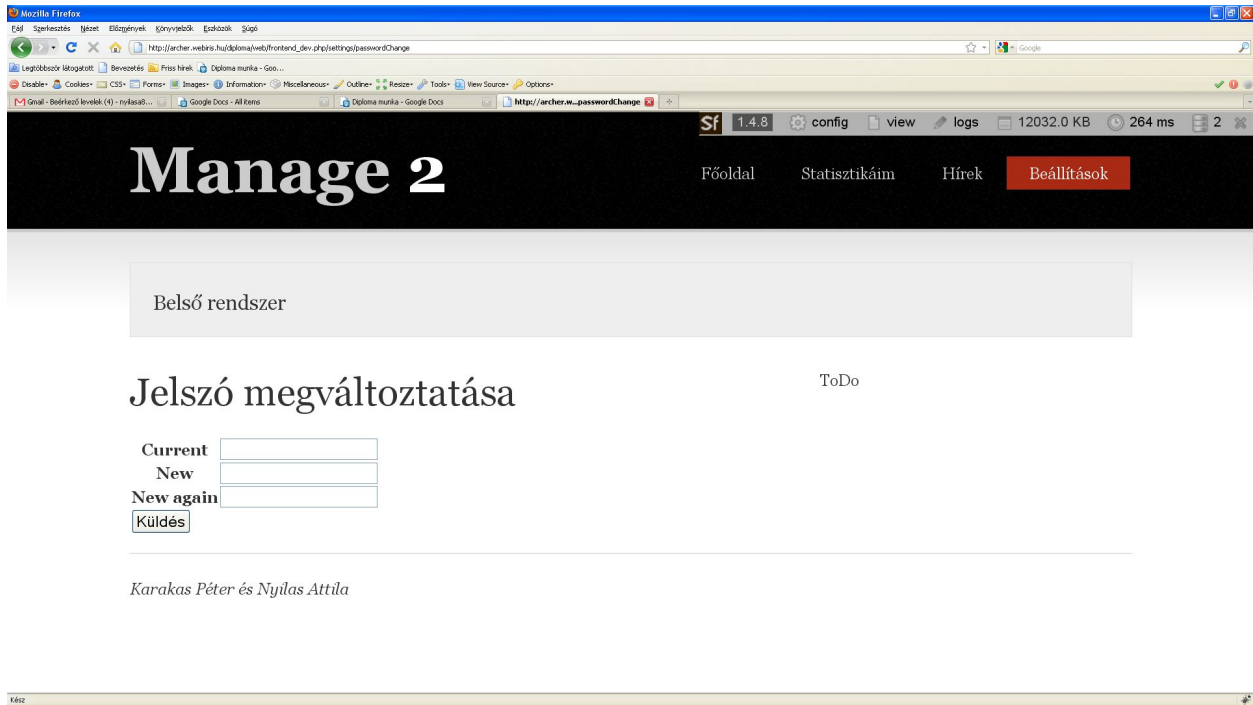 Mozilla Firefox
Fájl Szerkesztés Nézet Előzmények Könyvjelzők Eszközök Súgó
http://archer.webiris.hu/diploma/web/frontend_dev.php/settings/passwordChange Google
Legtöbbször látogatott Bevezetés Friss hírek Diploma munka - Goo...
Disable Cookies CSS Forms Images Information Miscellaneous Outline Resize Tools View Source Options
Gmail - Beérkező levelek (4) - nyilasa8... Google Docs - All items Diploma munka - Google Docs http://archer.w...passwordChange
Sf 1.4.8 config view logs 12032.0 KB 264 ms 2
Manage 2
Főoldal Statisztikáim Hírek Beállítások
Belső rendszer
Jelszó megváltoztatása
ToDo
Current
New
New again
Küldés
Karakas Péter és Nyilas Attila
Kész